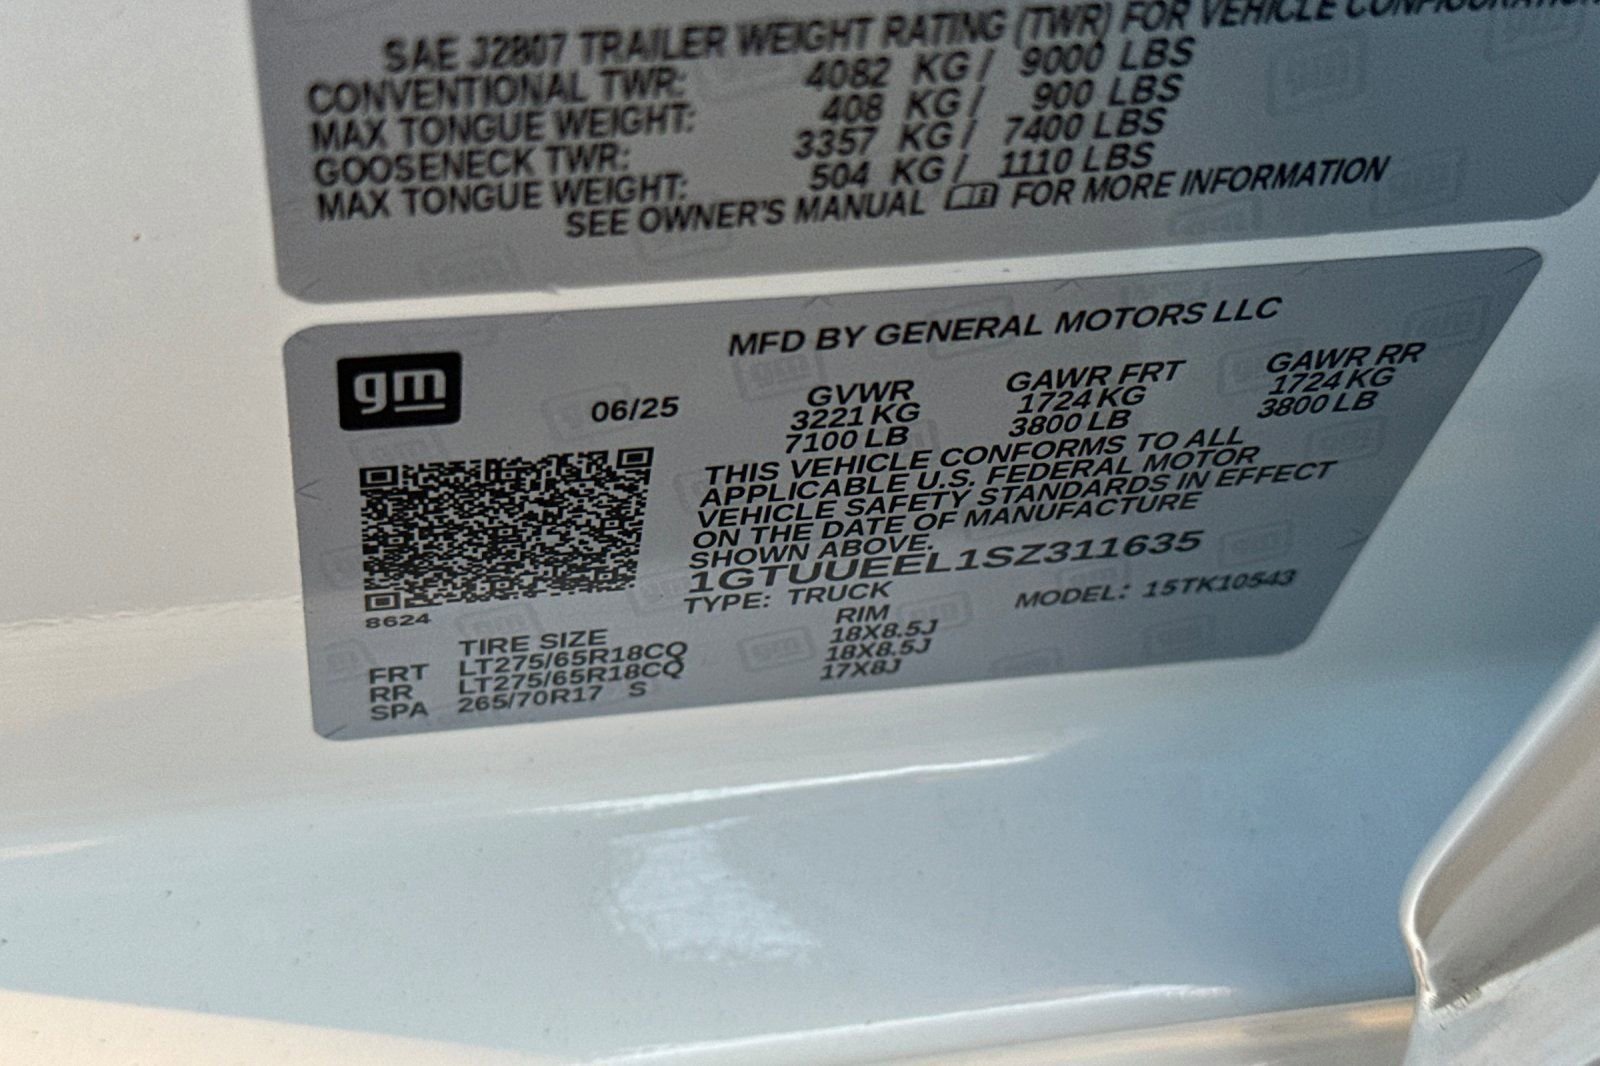 SAE J2807 TRAILER WEIGHT RATING (TWR) FOR VEHICLE
CONVENTIONAL TWR: 4082 KG / 9000 LBS
MAX TONGUE WEIGHT: 408 KG / 900 LBS
GOOSENECK TWR: 3357 KG / 7400 LBS
MAX TONGUE WEIGHT: 504 KG / 1110 LBS
SEE OWNER'S MANUAL FOR MORE INFORMATION
MFD BY GENERAL MOTORS LLC
gm
06/25
GVWR GAWR FRT GAWR RR
3221 KG 1724 KG 1724 KG
7100 LB 3800 LB 3800 LB
THIS VEHICLE CONFORMS TO ALL
APPLICABLE U.S. FEDERAL MOTOR
VEHICLE SAFETY STANDARDS IN EFFECT
ON THE DATE OF MANUFACTURE
SHOWN ABOVE.
1GTUUEEL1SZ311635
TYPE: TRUCK MODEL: 15TK10543
8624
TIRE SIZE RIM
FRT LT275/65R18CQ 18X8.5J
RR LT275/65R18CQ 18X8.5J
SPA 265/70R17 S 17X8J